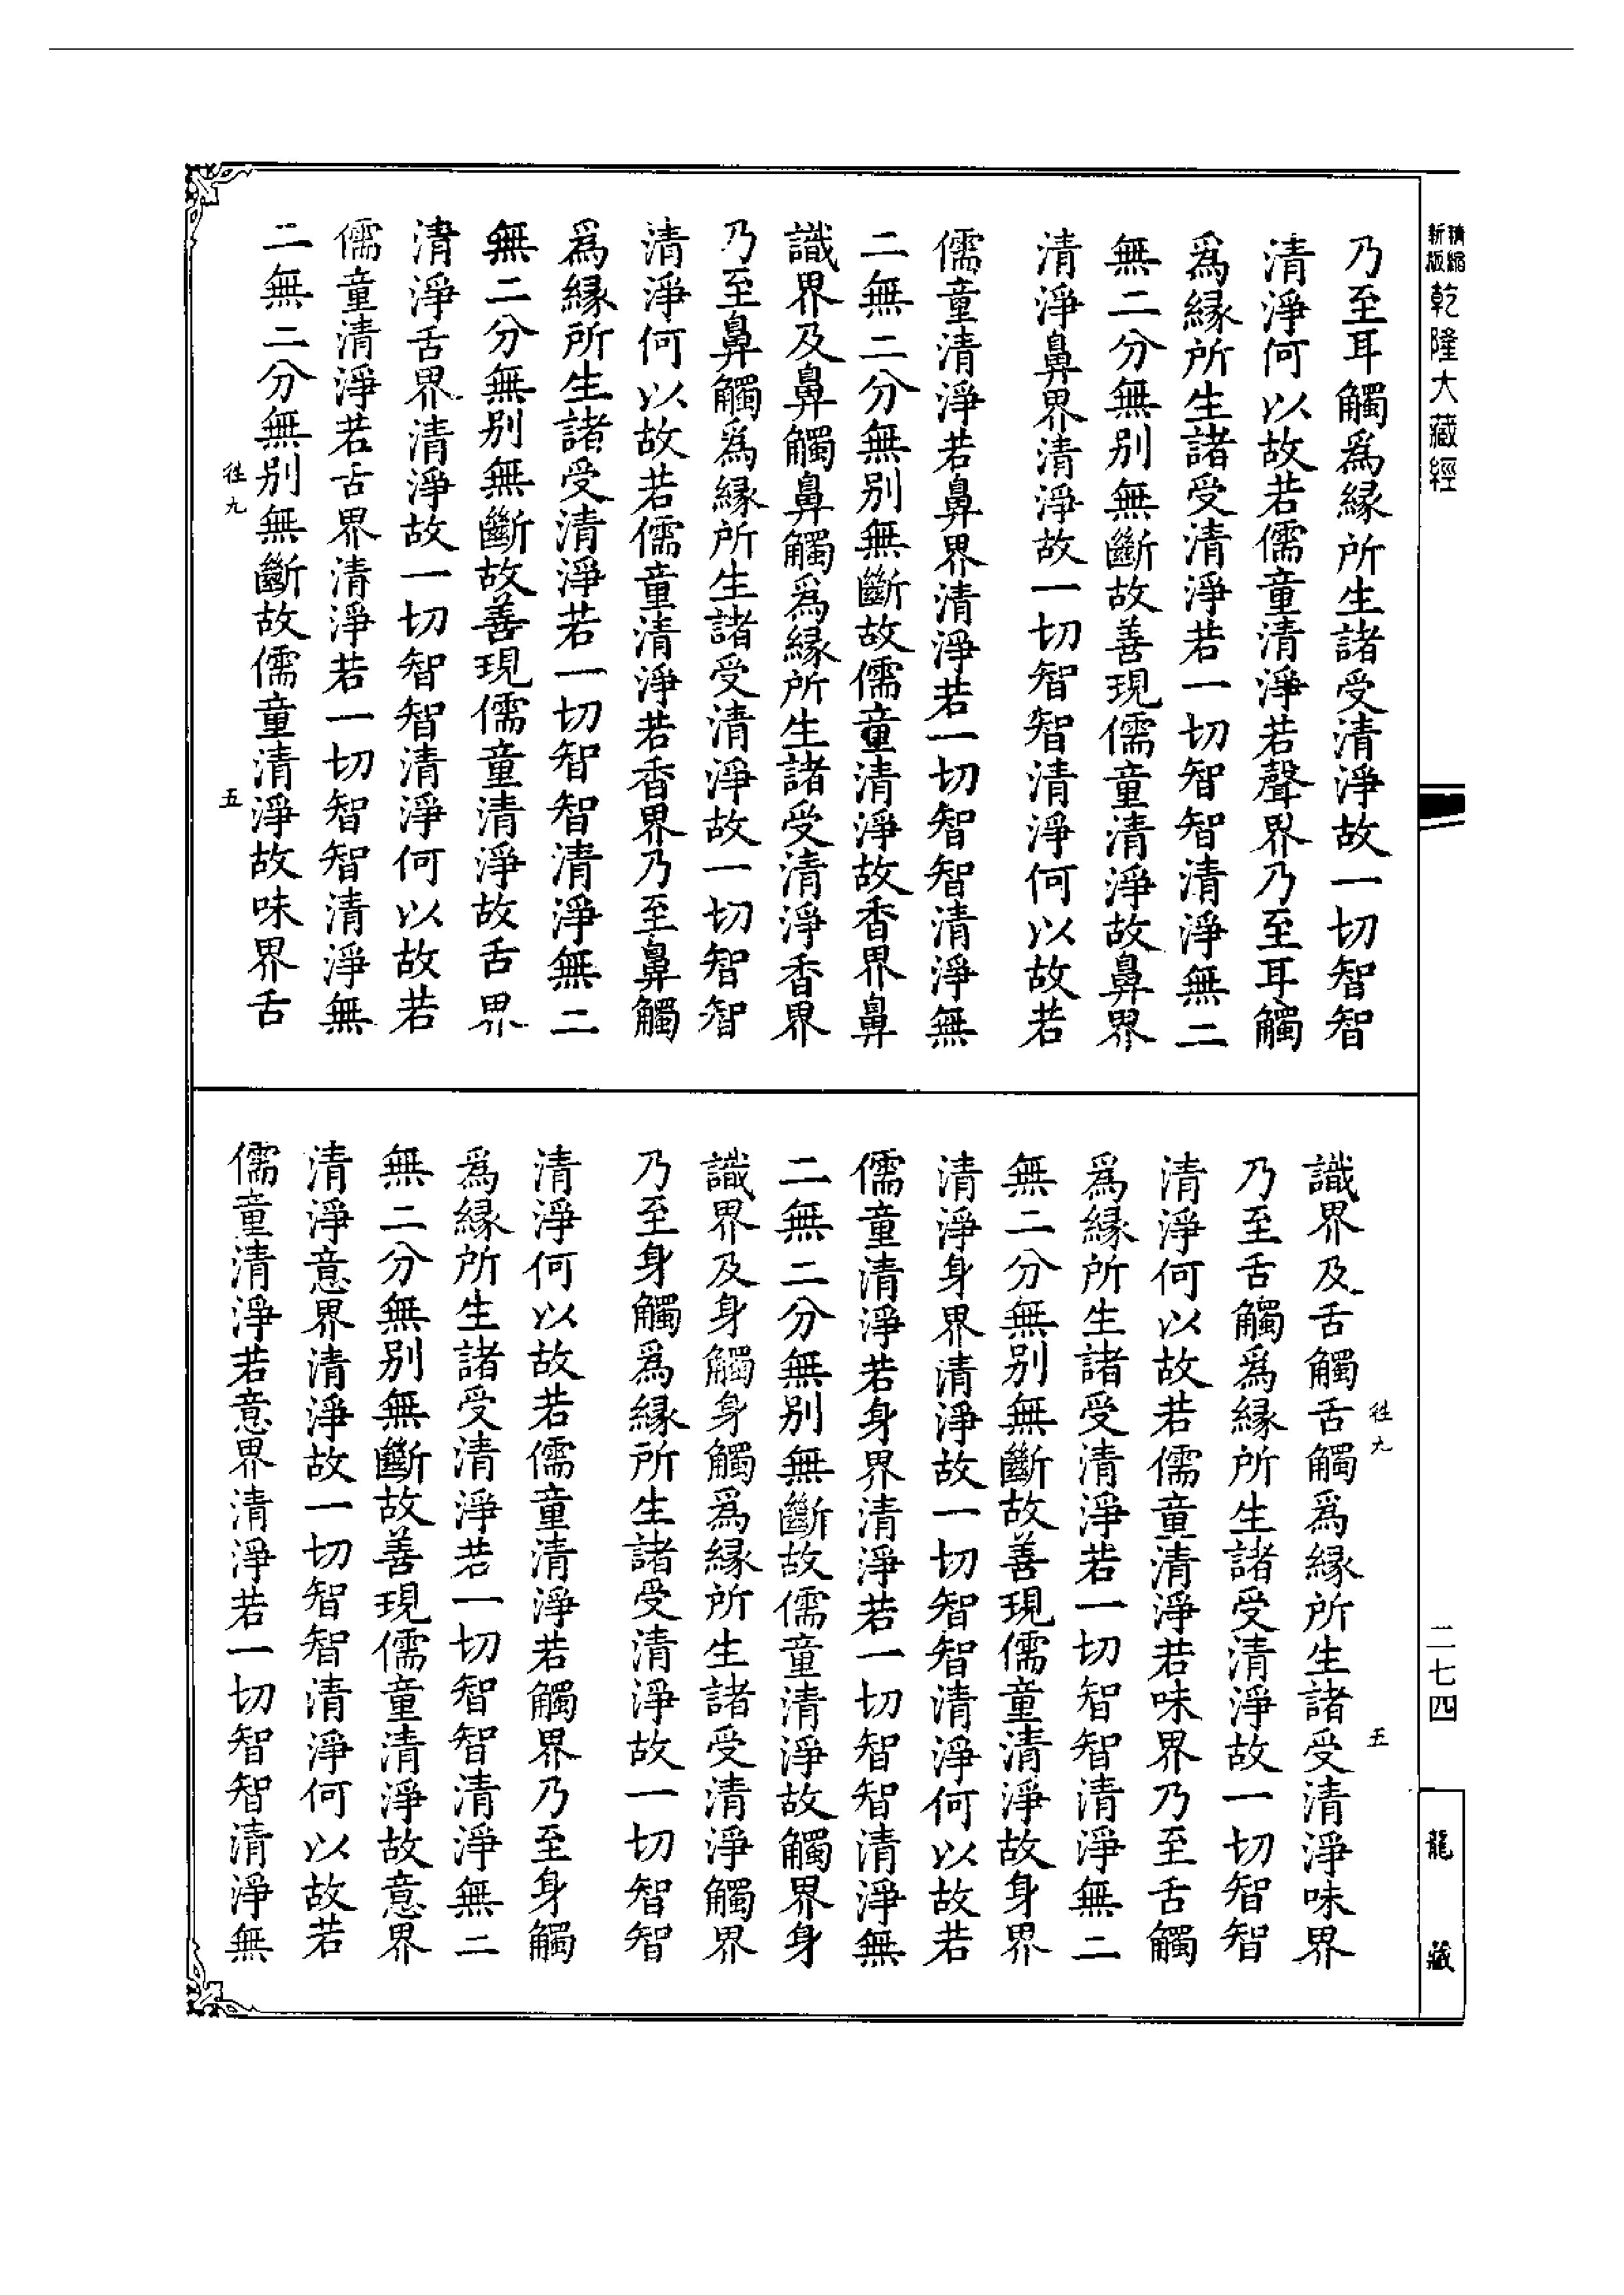 乾隆大藏經
乃至耳觸爲緣所生諸受清淨故一切智智
清淨何以故若儒童清淨若聲界乃至耳觸
爲緣所生諸受清淨若一切智智清淨無二
無二分無別無斷故善現儒童清淨故鼻界
清淨鼻界清淨故一切智智清淨何以故若
儒童清淨若鼻界清淨若一切智智清淨無
二無二分無別無斷故儒童清淨故香界鼻
識界及鼻觸鼻觸爲緣所生諸受清淨香界
乃至鼻觸爲緣所生諸受清淨故一切智智
清淨何以故若儒童清淨若香界乃至鼻觸
爲緣所生諸受清淨若一切智智清淨無二
無二分無別無斷故善現儒童清淨故舌界
清淨舌界清淨故一切智智清淨何以故若
儒童清淨若舌界清淨若一切智智清淨無
二無二分無別無斷故儒童清淨故味界舌
九 五
九 五
識界及舌觸舌觸爲緣所生諸受清淨味界
乃至舌觸爲緣所生諸受清淨故一切智智
清淨何以故若儒童清淨若味界乃至舌觸
爲緣所生諸受清淨若一切智智清淨無二
無二分無別無斷故善現儒童清淨故身界
清淨身界清淨故一切智智清淨何以故若
儒童清淨若身界清淨若一切智智清淨無
二無二分無別無斷故儒童清淨故觸界身
識界及身觸身觸爲緣所生諸受清淨觸界
乃至身觸爲緣所生諸受清淨故一切智智
清淨何以故若儒童清淨若觸界乃至身觸
爲緣所生諸受清淨若一切智智清淨無二
無二分無別無斷故善現儒童清淨故意界
清淨意界清淨故一切智智清淨何以故若
儒童清淨若意界清淨若一切智智清淨無
二七四
龍藏